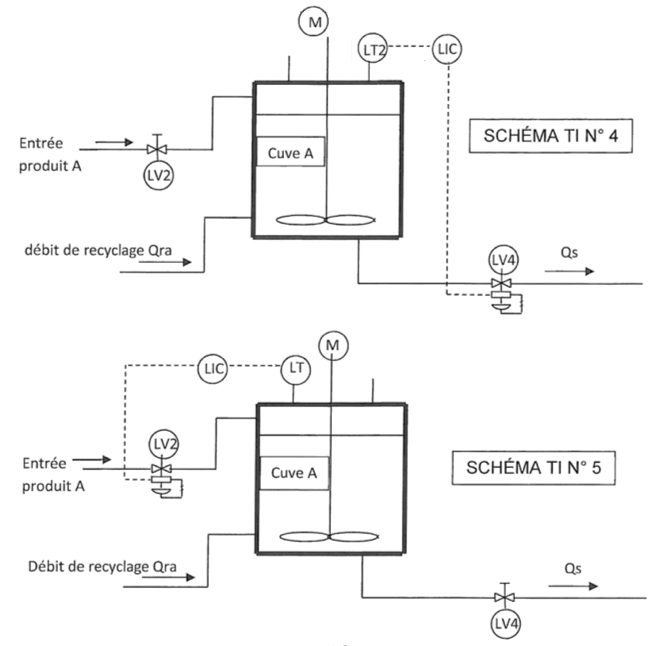 M
LT2
LIC
SCHÉMA TI N° 4
Entrée
produit A
LV2
Cuve A
débit de recyclage Qra
LV4
Qs
M
LIC
LT
LV2
Entrée
produit A
Cuve A
SCHÉMA TI N° 5
Débit de recyclage Qra
Qs
LV4